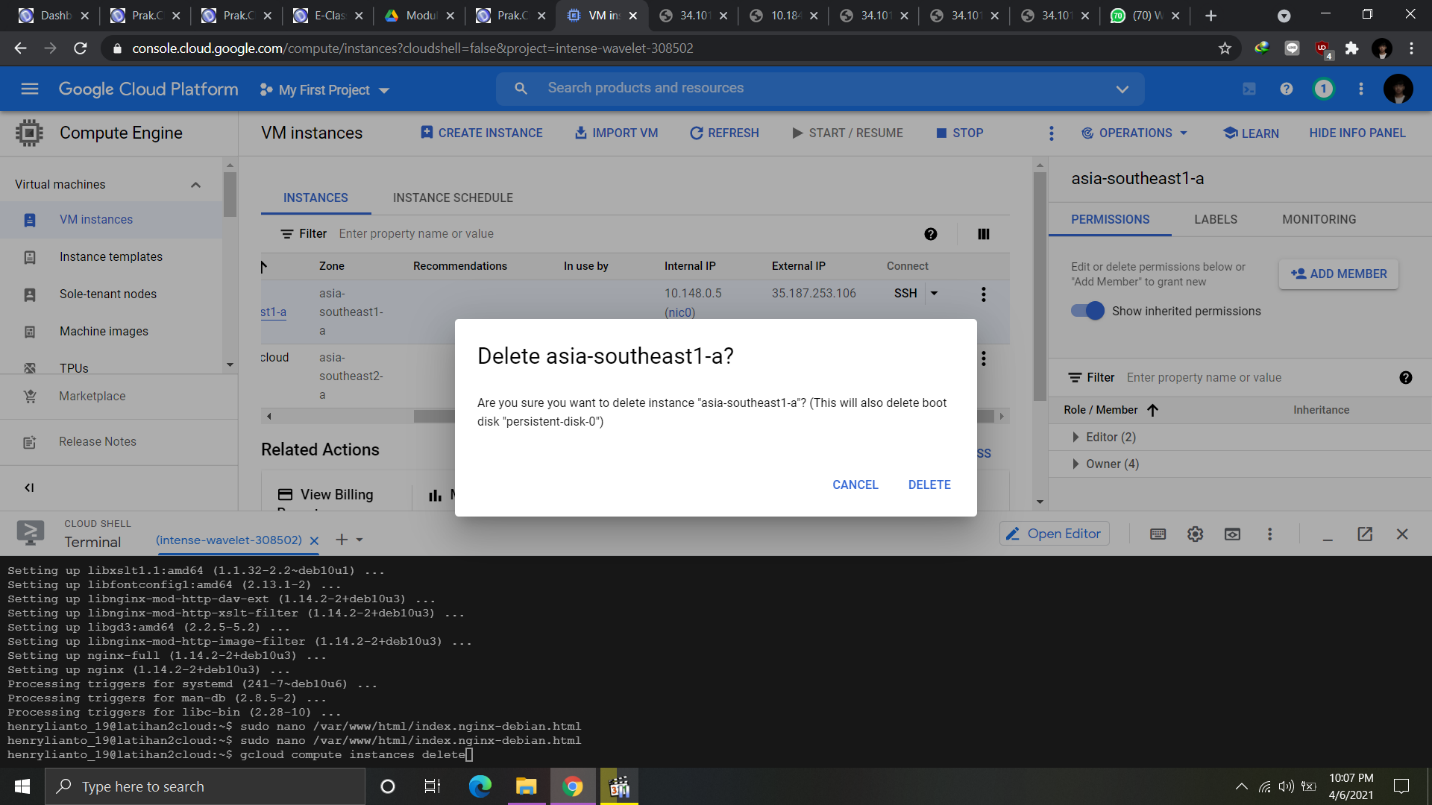 Dashb
Prak.C
Prak.Cl
E-Clas
Modul
Prak.C
VM ins
34.101
10.184
34.101
34.101
34.101
(70) W
console.cloud.google.com/compute/instances?cloudshell=false&project=intense-wavelet-308502
4
Google Cloud Platform
My First Project
Search products and resources
1
Compute Engine
VM instances
CREATE INSTANCE
IMPORT VM
REFRESH
START / RESUME
STOP
OPERATIONS
LEARN
HIDE INFO PANEL
Virtual machines
VM instances
Instance templates
Sole-tenant nodes
Machine images
TPUs
Marketplace
Release Notes
INSTANCES
INSTANCE SCHEDULE
Filter
Enter property name or value
Zone
Recommendations
In use by
Internal IP
External IP
Connect
st1-a
asia-
southeast1-
a
10.148.0.5
(nic0)
35.187.253.106
SSH
cloud
asia-
southeast2-
a
Related Actions
SS
View Billing
asia-southeast1-a
PERMISSIONS
LABELS
MONITORING
Edit or delete permissions below or
"Add Member" to grant new
ADD MEMBER
Show inherited permissions
Filter
Enter property name or value
Role / Member
Inheritance
Editor (2)
Owner (4)
Delete asia-southeast1-a?
Are you sure you want to delete instance "asia-southeast1-a"? (This will also delete boot
disk "persistent-disk-0")
CANCEL
DELETE
CLOUD SHELL
Terminal
(intense-wavelet-308502)
Open Editor
Setting up libxslt1.1:amd64 (1.1.32-2.2~deb10u1) ...
Setting up libfontconfig1:amd64 (2.13.1-2) ...
Setting up libnginx-mod-http-dav-ext (1.14.2-2+deb10u3) ...
Setting up libnginx-mod-http-xslt-filter (1.14.2-2+deb10u3) ...
Setting up libgd3:amd64 (2.2.5-5.2) ...
Setting up libnginx-mod-http-image-filter (1.14.2-2+deb10u3) ...
Setting up nginx-full (1.14.2-2+deb10u3) ...
Setting up nginx (1.14.2-2+deb10u3) ...
Processing triggers for systemd (241-7~deb10u6) ...
Processing triggers for man-db (2.8.5-2) ...
Processing triggers for libc-bin (2.28-10) ...
henrylianto_19@latihan2cloud:~$ sudo nano /var/www/html/index.nginx-debian.html
henrylianto_19@latihan2cloud:~$ sudo nano /var/www/html/index.nginx-debian.html
henrylianto_19@latihan2cloud:~$ gcloud compute instances delete
Type here to search
10:07 PM
4/6/2021